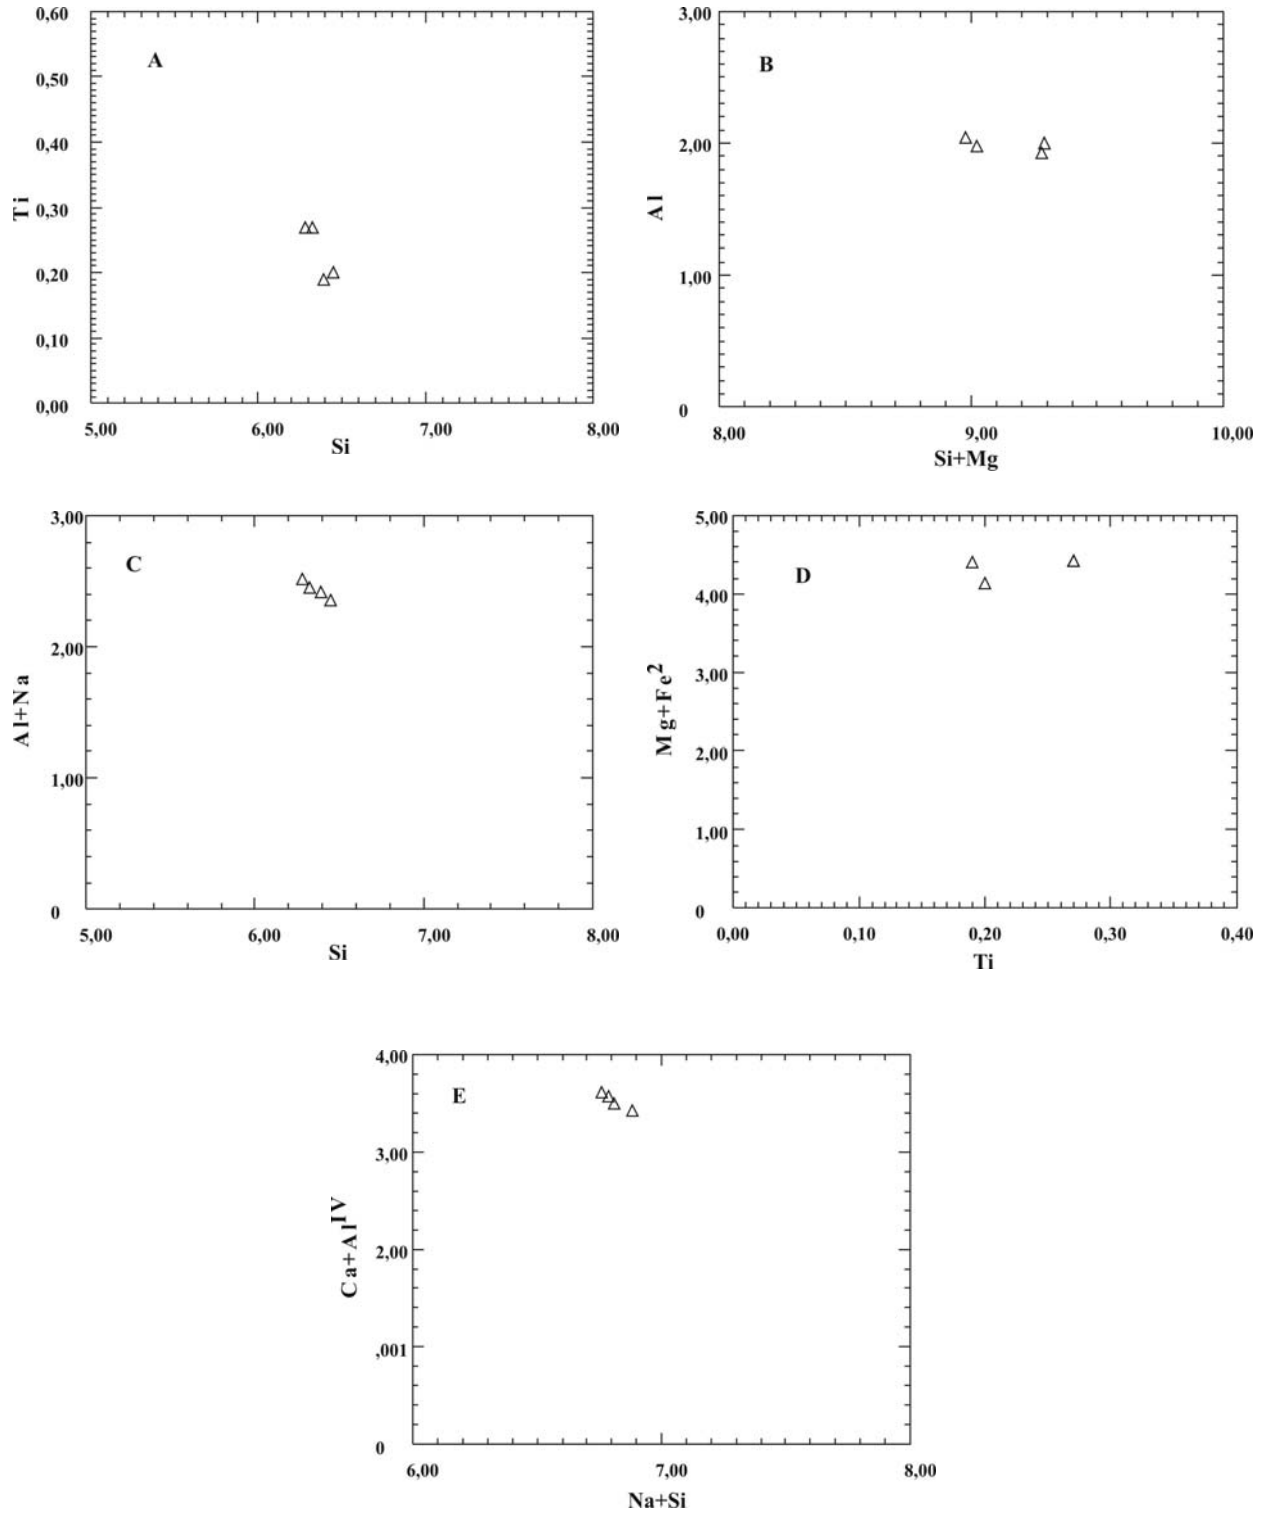 0,60
A
0,50
0,40
Ti
0,30
0,20
0,10
0,00
5,00 6,00 7,00 8,00
Si
3,00
B
2,00
Al
1,00
0
8,00 9,00 10,00
Si+Mg
3,00
C
2,00
Al+Na
1,00
0
5,00 6,00 7,00 8,00
Si
5,00
D
4,00
Mg+Fe²
3,00
2,00
1,00
0
0,00 0,10 0,20 0,30 0,40
Ti
4,00
E
3,00
Ca+Alᴵⱽ
2,00
,001
0
6,00 7,00 8,00
Na+Si